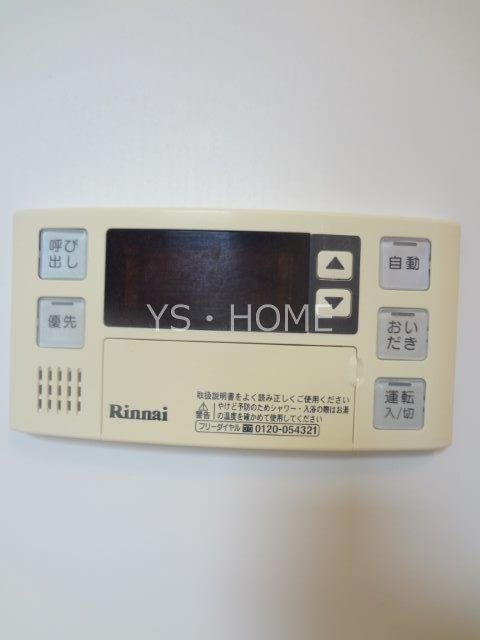 呼び
出し
優先
自動
おい
だき
運転
入/切
YS・HOME
Rinnai
取扱説明書をよく読み正しくご使用ください
警告
やけど予防のためシャワー・入浴の際はお湯
の温度を確かめて使用してください
フリーダイヤル 0120-054321